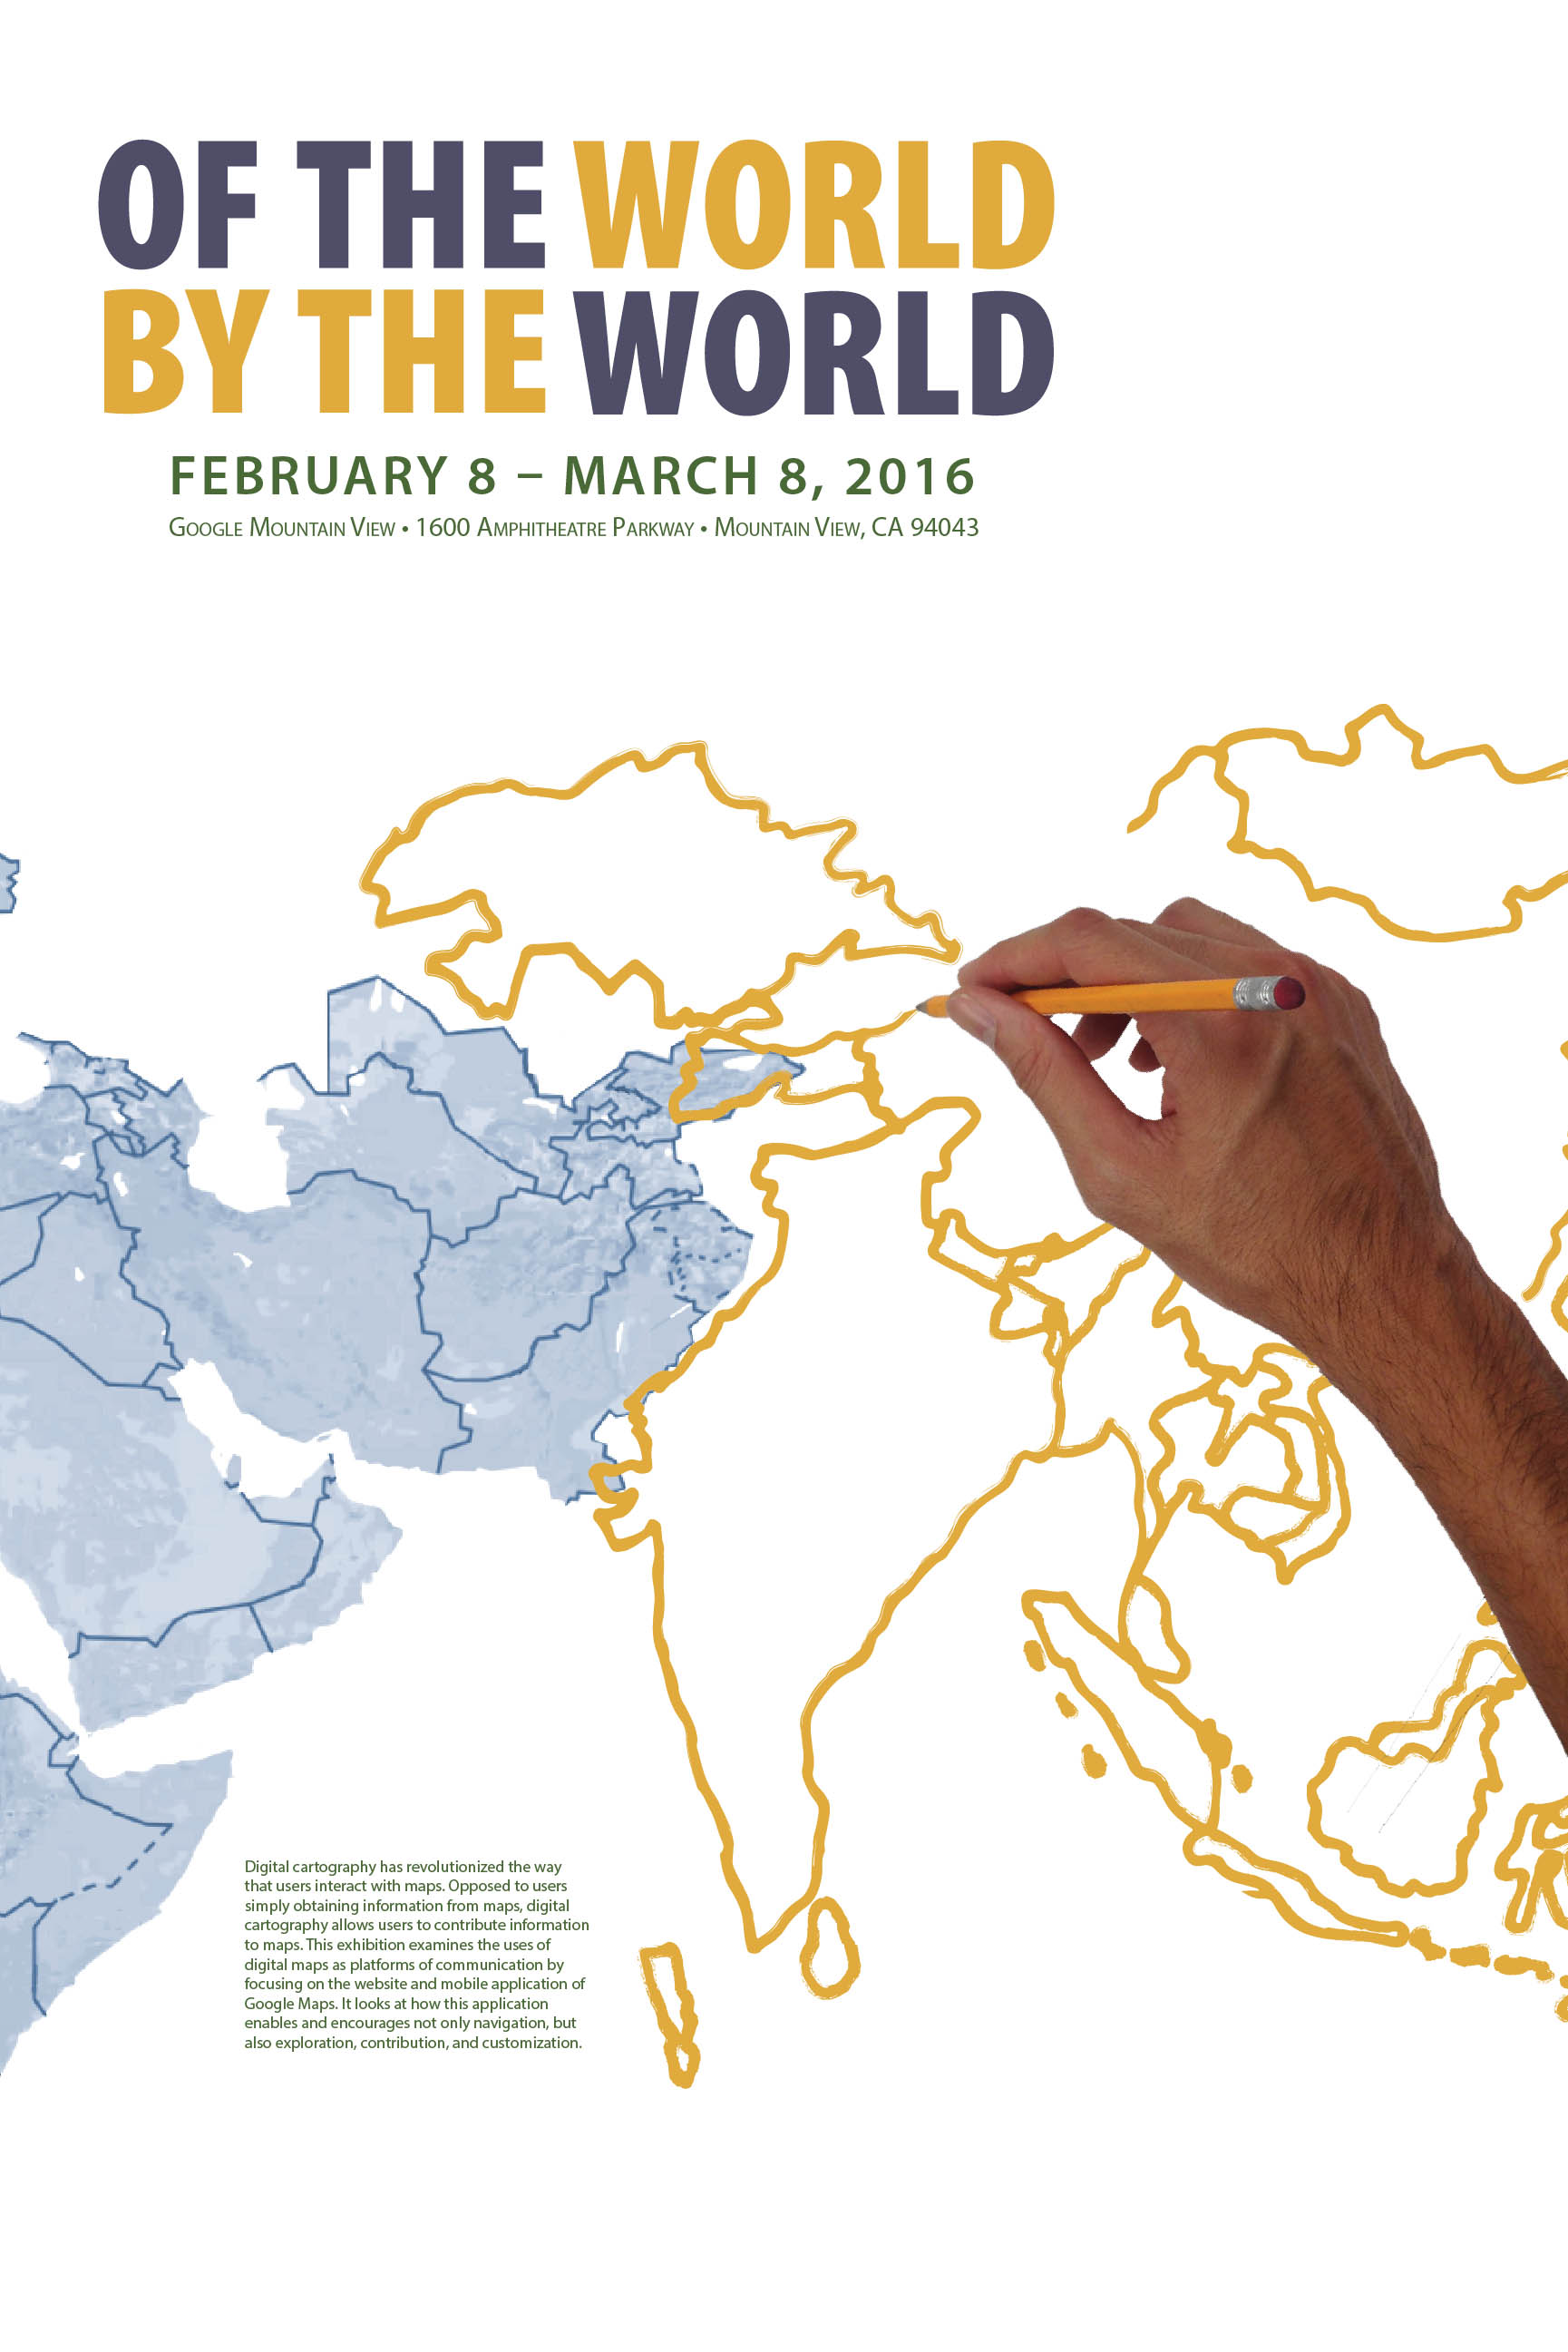 OF THE WORLD
BY THE WORLD
FEBRUARY 8 – MARCH 8, 2016
Google Mountain View • 1600 Amphitheatre Parkway • Mountain View, CA 94043
Digital cartography has revolutionized the way
that users interact with maps. Opposed to users
simply obtaining information from maps, digital
cartography allows users to contribute information
to maps. This exhibition examines the uses of
digital maps as platforms of communication by
focusing on the website and mobile application of
Google Maps. It looks at how this application
enables and encourages not only navigation, but
also exploration, contribution, and customization.